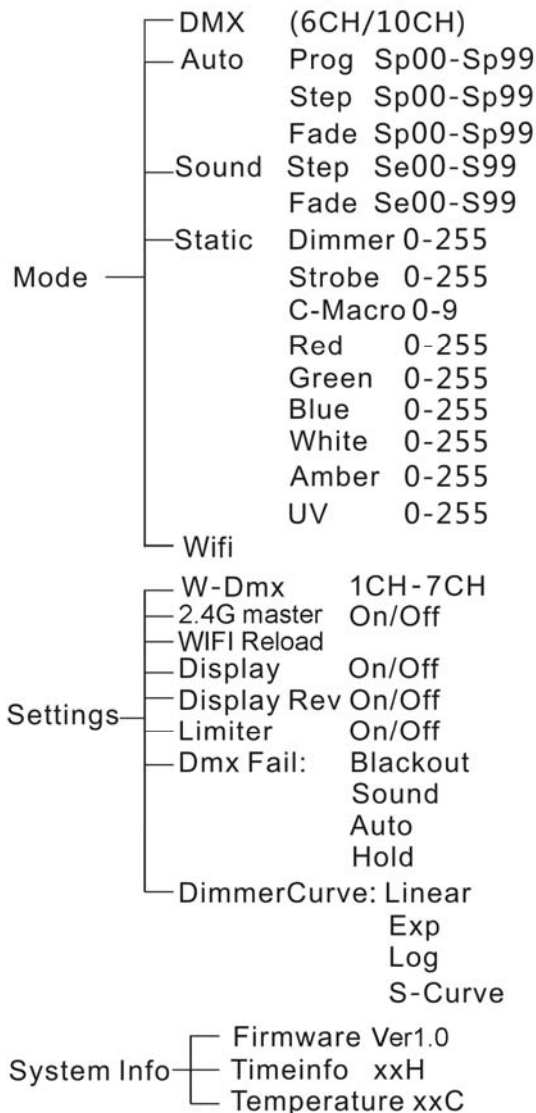 DMX (6CH/10CH)
Auto Prog Sp00-Sp99
Step Sp00-Sp99
Fade Sp00-Sp99
Sound Step Se00-S99
Fade Se00-S99
Static Dimmer 0-255
Mode Strobe 0-255
C-Macro 0-9
Red 0-255
Green 0-255
Blue 0-255
White 0-255
Amber 0-255
UV 0-255
Wifi
W-Dmx 1CH-7CH
2.4G master On/Off
WIFI Reload
Display On/Off
Display Rev On/Off
Settings
Limiter On/Off
Dmx Fail: Blackout
Sound
Auto
Hold
DimmerCurve: Linear
Exp
Log
S-Curve
Firmware Ver1.0
System Info Timeinfo xxH
Temperature xxC